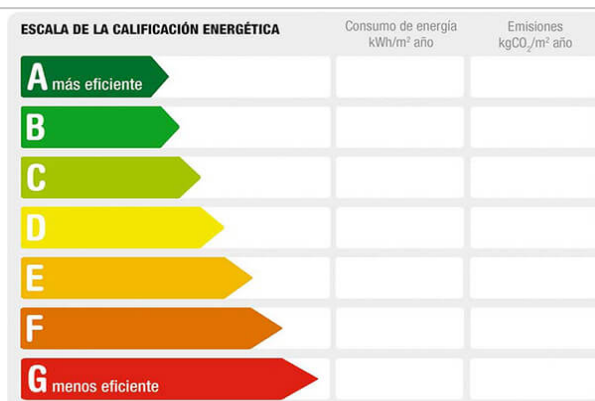 ESCALA DE LA CALIFICACIÓN ENERGÉTICA
Consumo de energía
kWh/m² año
Emisiones
kgCO₂/m² año
A más eficiente
B
C
D
E
F
G menos eficiente